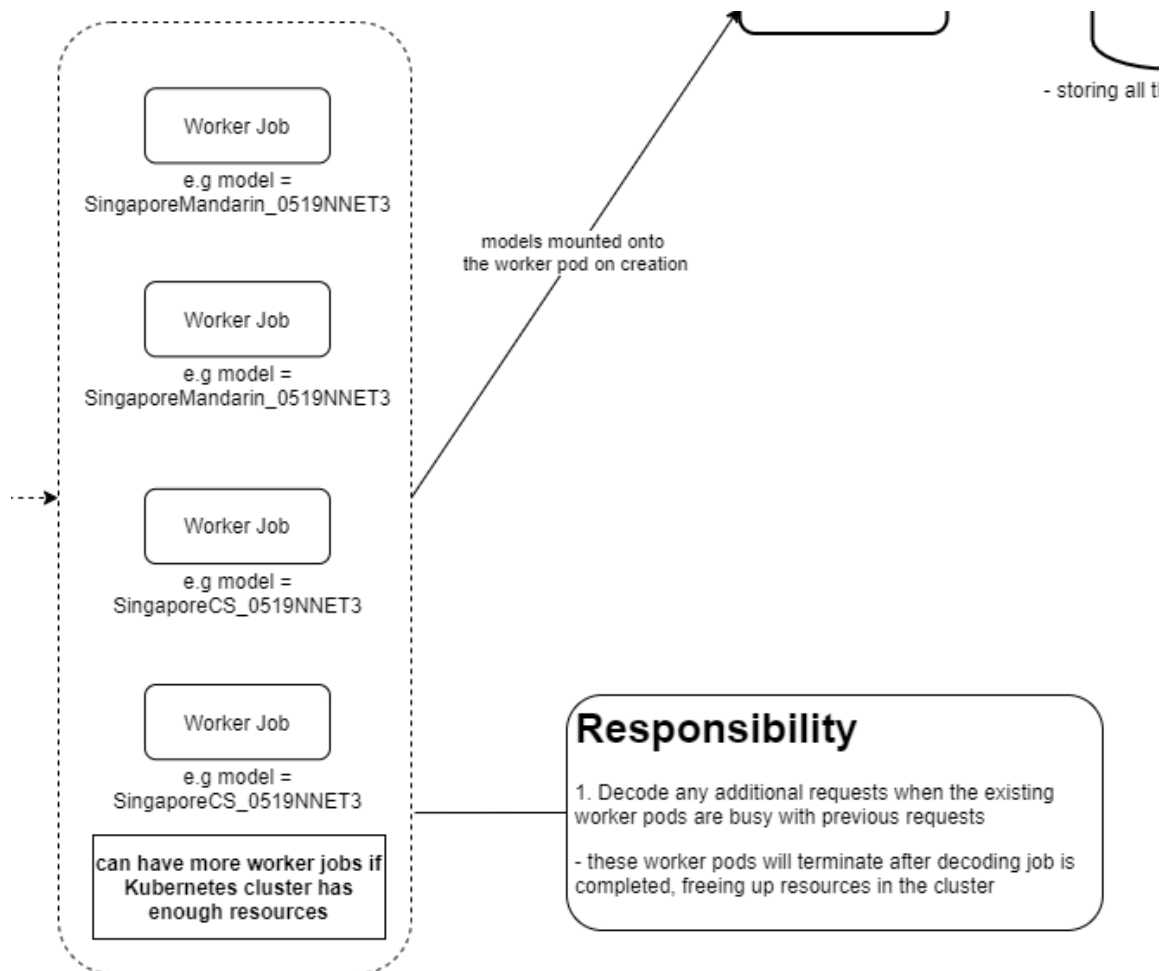 - storing all
Worker Job
e.g model =
SingaporeMandarin_0519NNET3
models mounted onto
the worker pod on creation
Worker Job
e.g model =
SingaporeMandarin_0519NNET3
Worker Job
e.g model =
SingaporeCS_0519NNET3
Worker Job
e.g model =
SingaporeCS_0519NNET3
can have more worker jobs if
Kubernetes cluster has
enough resources
Responsibility
1. Decode any additional requests when the existing
worker pods are busy with previous requests
- these worker pods will terminate after decoding job is
completed, freeing up resources in the cluster